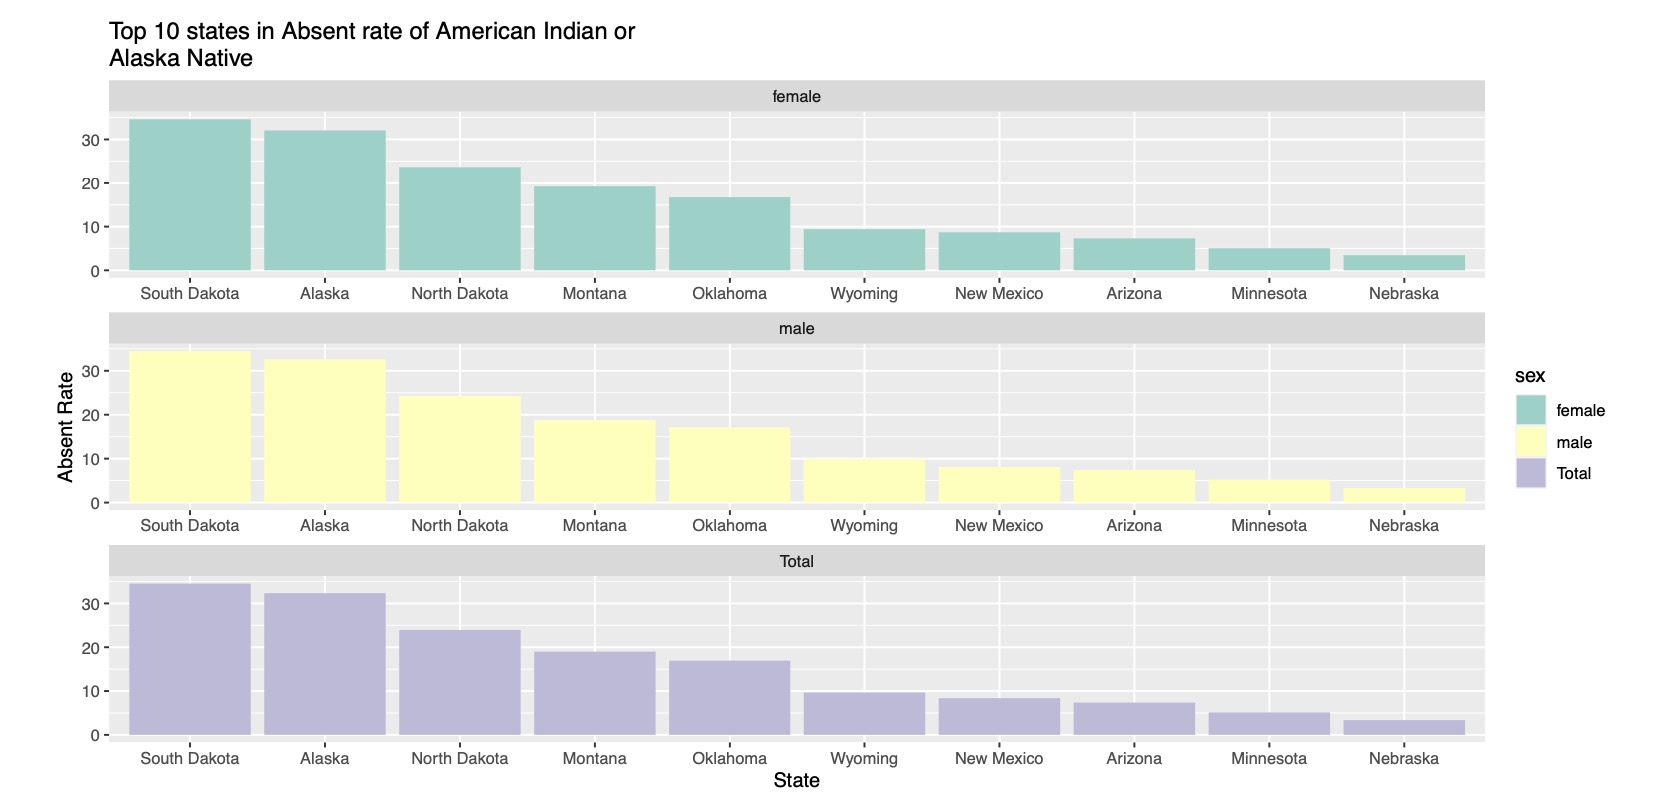 Top 10 states in Absent rate of American Indian or
Alaska Native
female
30
20
10
0
South Dakota Alaska North Dakota Montana Oklahoma Wyoming New Mexico Arizona Minnesota Nebraska
male
30
20
10
0
South Dakota Alaska North Dakota Montana Oklahoma Wyoming New Mexico Arizona Minnesota Nebraska
Total
30
20
10
0
South Dakota Alaska North Dakota Montana Oklahoma Wyoming New Mexico Arizona Minnesota Nebraska
State
Absent Rate
sex
female
male
Total